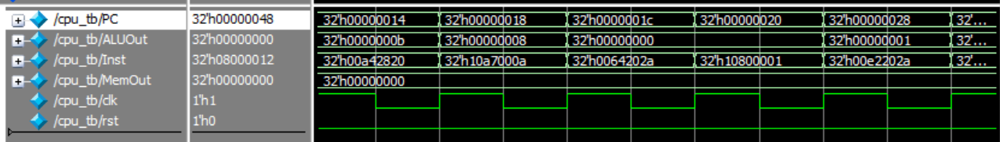 /cpu_tb/PC 32'h00000048 32'h00000014 32'h00000018 32'h0000001c 32'h00000020 32'h00000028 32'...
/cpu_tb/ALUOut 32'h00000000 32'h0000000b 32'h00000008 32'h00000000 32'h00000001
/cpu_tb/Inst 32'h08000012 32'h00a42820 32'h10a7000a 32'h0064202a 32'h10800001 32'h00e2202a 32'...
/cpu_tb/MemOut 32'h00000000 32'h00000000
/cpu_tb/clk 1'h1
/cpu_tb/rst 1'h0